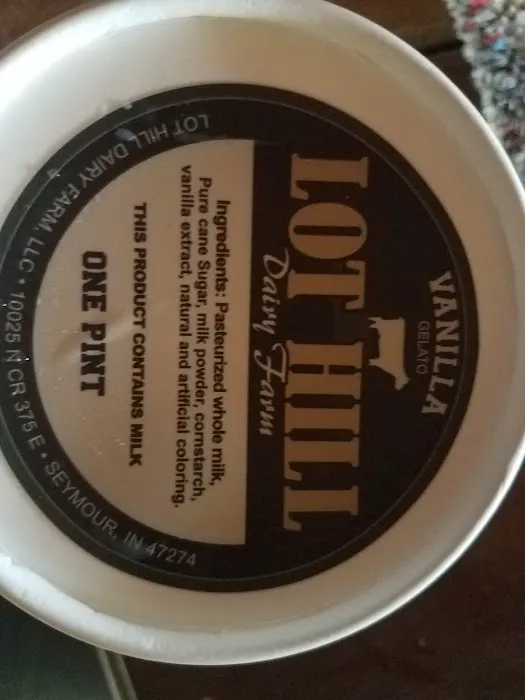 VANILLA
GELATO
LOT HILL
Dairy Farm
Ingredients: Pasteurized whole milk,
Pure cane Sugar, milk powder, cornstarch,
vanilla extract, natural and artificial coloring.
THIS PRODUCT CONTAINS MILK
ONE PINT
LOT HILL DAIRY FARM, LLC • 10025 N CR 375 E • SEYMOUR, IN 47274